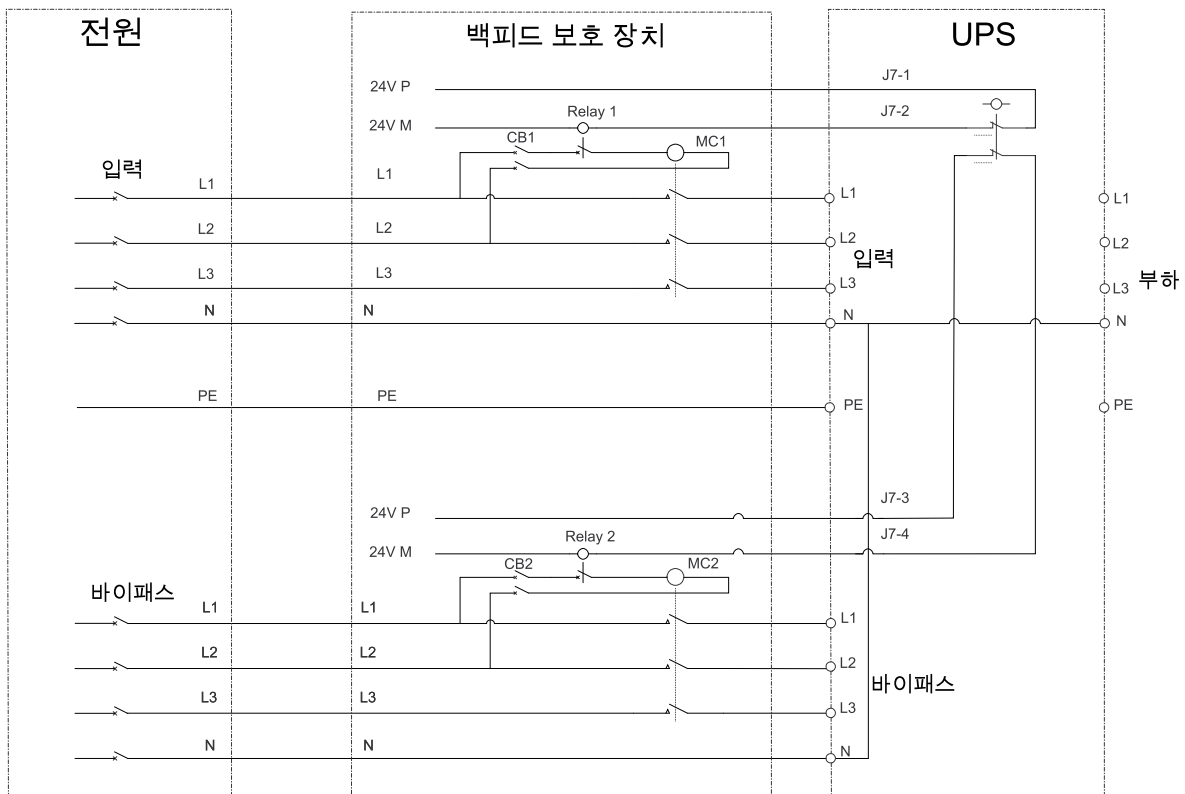 전원
백피드 보호 장치
UPS
24V P
J7-1
24V M
Relay 1
J7-2
CB1
MC1
입력
L1
L1
L1
L1
L2
L2
L2
L2
입력
L3
L3
L3
L3
부하
N
N
N
N
PE
PE
PE
PE
24V P
J7-3
24V M
Relay 2
J7-4
CB2
MC2
바이패스
L1
L1
L1
L2
L2
L2
바이패스
L3
L3
L3
N
N
N